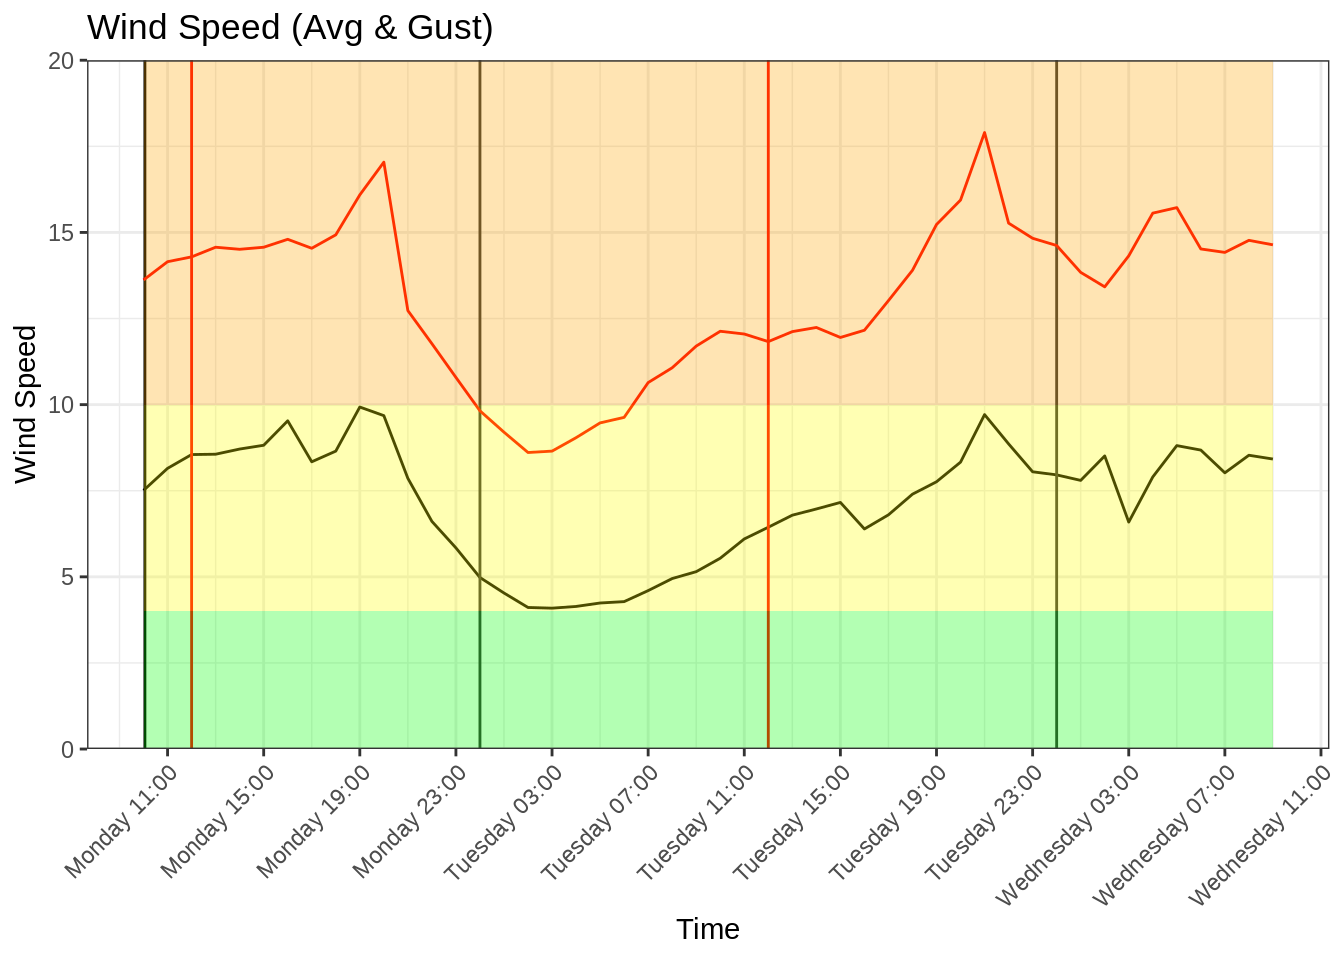 Wind Speed (Avg & Gust)
20
15
10
5
0
Wind Speed
Monday 11:00
Monday 15:00
Monday 19:00
Monday 23:00
Tuesday 03:00
Tuesday 07:00
Tuesday 11:00
Tuesday 15:00
Tuesday 19:00
Tuesday 23:00
Wednesday 03:00
Wednesday 07:00
Wednesday 11:00
Time